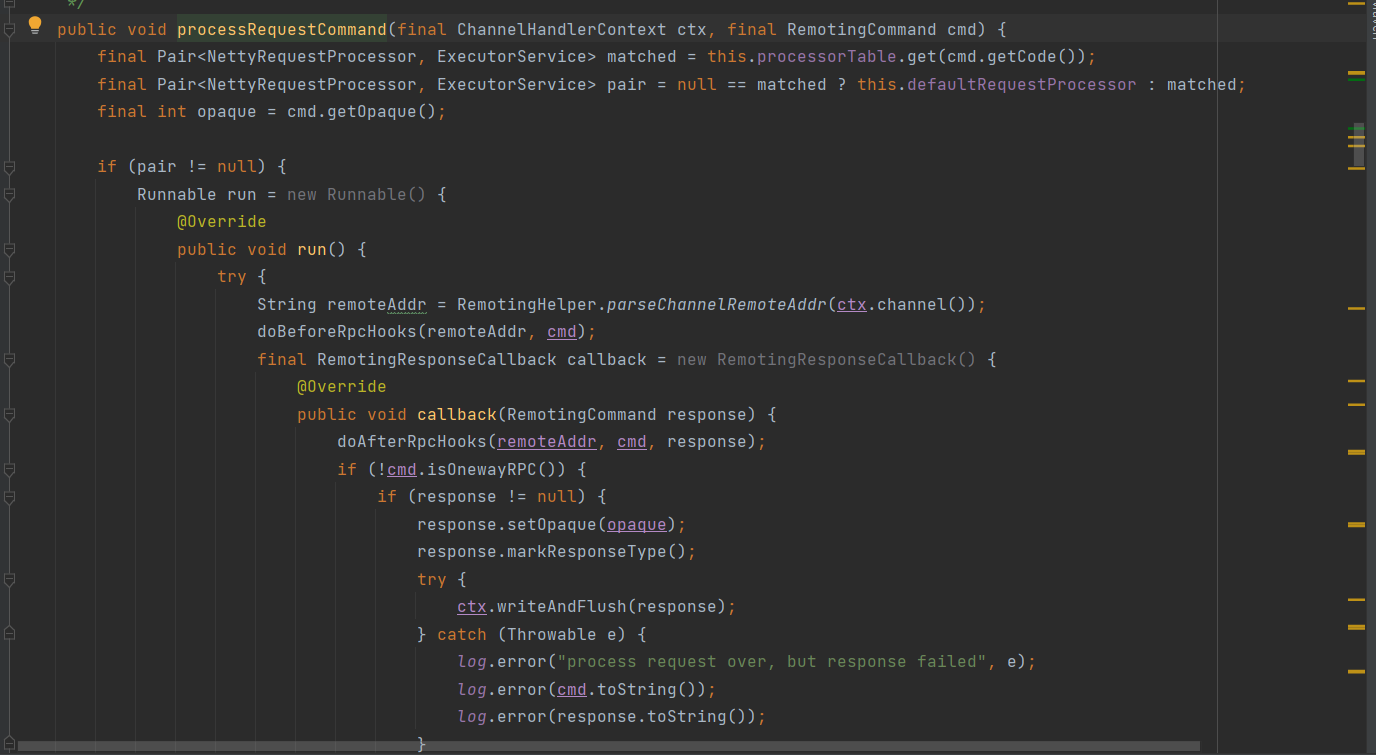 */
public void processRequestCommand(final ChannelHandlerContext ctx, final RemotingCommand cmd) {
    final Pair<NettyRequestProcessor, ExecutorService> matched = this.processorTable.get(cmd.getCode());
    final Pair<NettyRequestProcessor, ExecutorService> pair = null == matched ? this.defaultRequestProcessor : matched;
    final int opaque = cmd.getOpaque();

    if (pair != null) {
        Runnable run = new Runnable() {
            @Override
            public void run() {
                try {
                    String remoteAddr = RemotingHelper.parseChannelRemoteAddr(ctx.channel());
                    doBeforeRpcHooks(remoteAddr, cmd);
                    final RemotingResponseCallback callback = new RemotingResponseCallback() {
                        @Override
                        public void callback(RemotingCommand response) {
                            doAfterRpcHooks(remoteAddr, cmd, response);
                            if (!cmd.isOnewayRPC()) {
                                if (response != null) {
                                    response.setOpaque(opaque);
                                    response.markResponseType();
                                    try {
                                        ctx.writeAndFlush(response);
                                    } catch (Throwable e) {
                                        log.error("process request over, but response failed", e);
                                        log.error(cmd.toString());
                                        log.error(response.toString());
                                    }